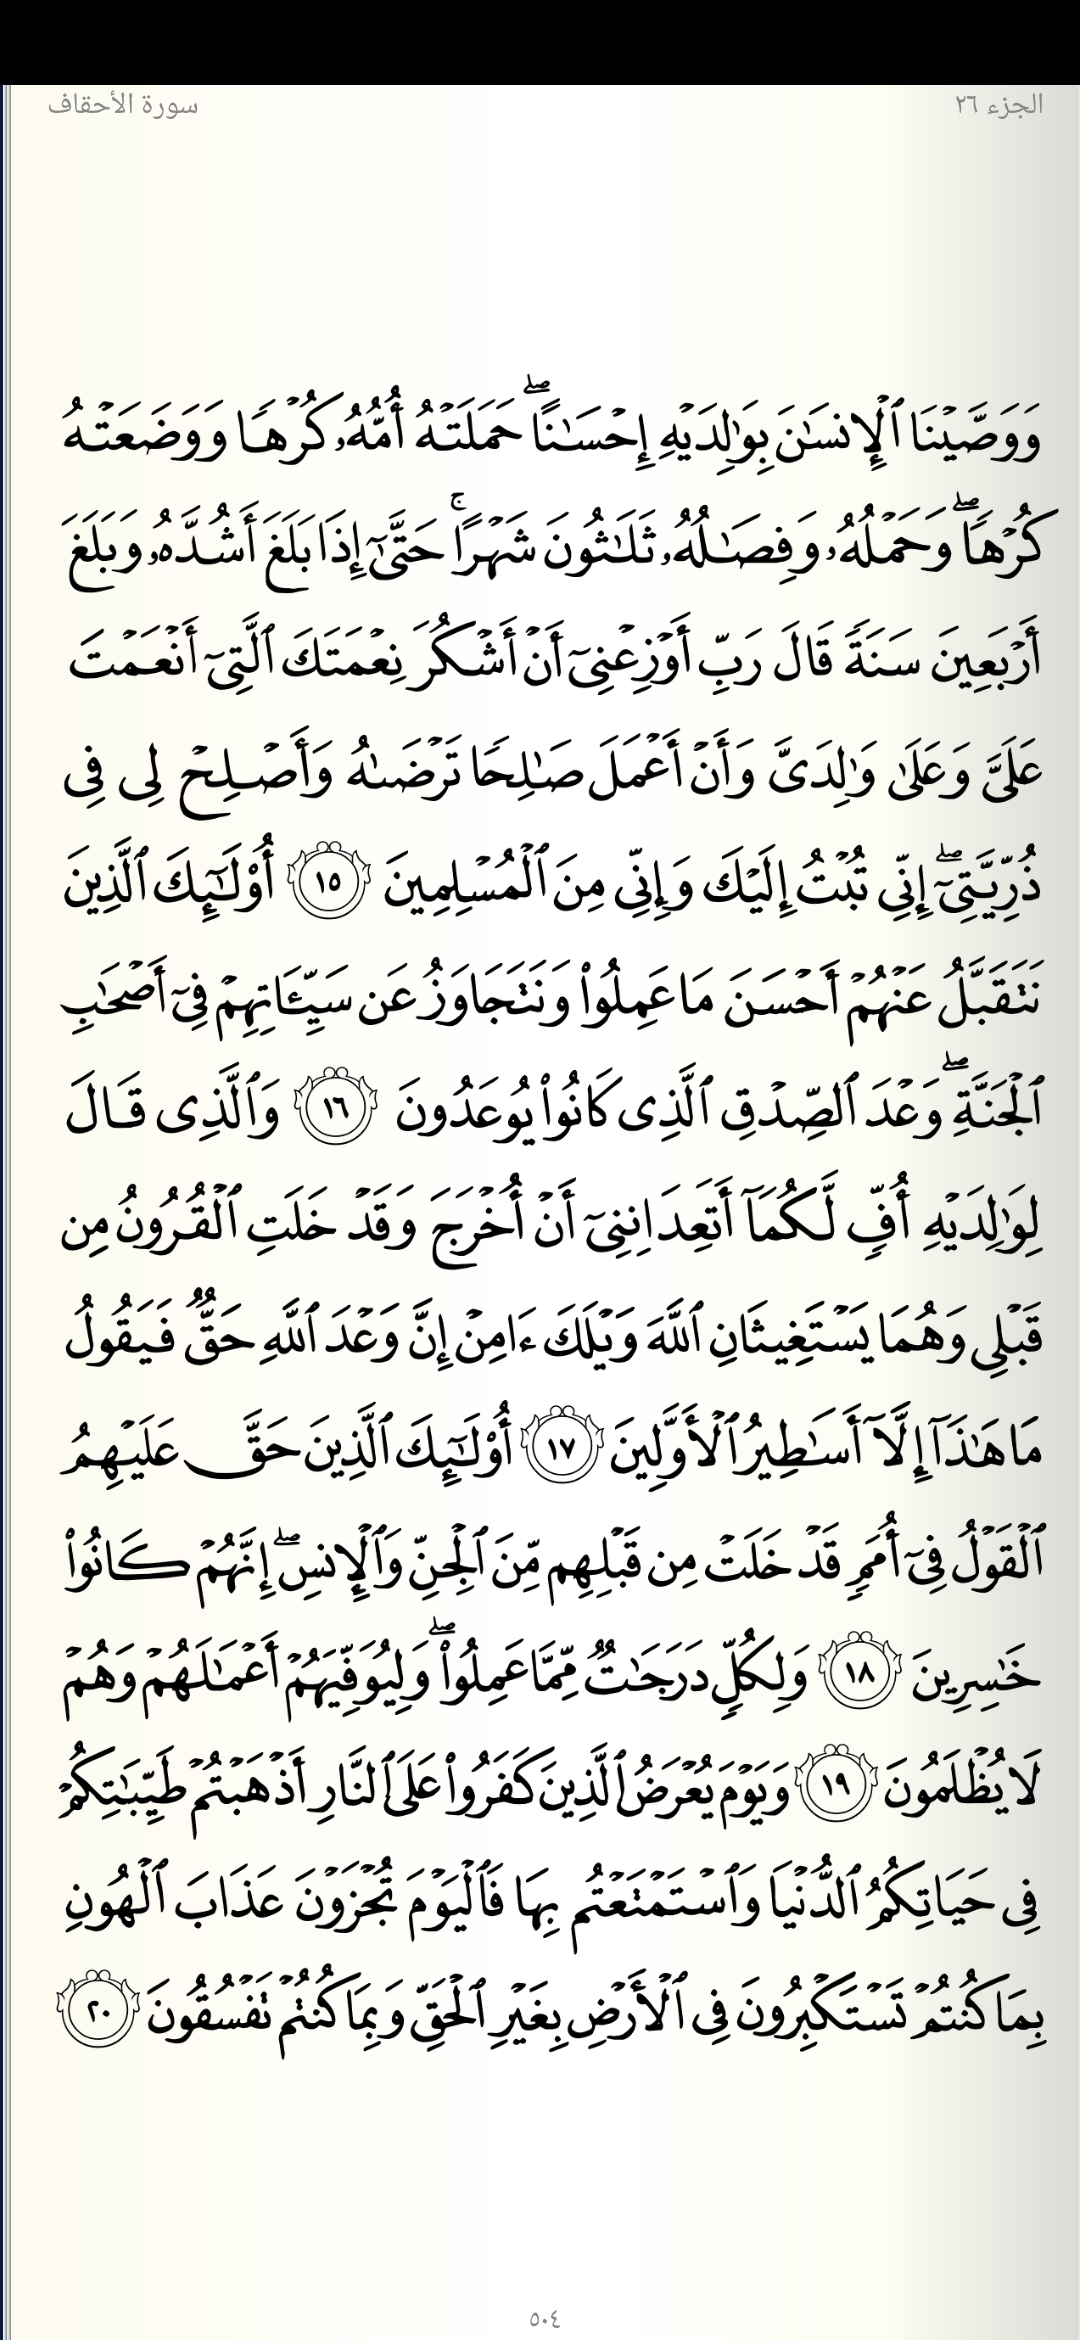 الجزء ٢٦
سورة الأحقاف
وَوَصَّيۡنَا ٱلۡإِنسَٰنَ بِوَٰلِدَيۡهِ إِحۡسَٰنًاۖ حَمَلَتۡهُ أُمُّهُۥ كُرۡهٗا وَوَضَعَتۡهُ
كُرۡهٗاۖ وَحَمۡلُهُۥ وَفِصَٰلُهُۥ ثَلَٰثُونَ شَهۡرًاۚ حَتَّىٰٓ إِذَا بَلَغَ أَشُدَّهُۥ وَبَلَغَ
أَرۡبَعِينَ سَنَةٗ قَالَ رَبِّ أَوۡزِعۡنِيٓ أَنۡ أَشۡكُرَ نِعۡمَتَكَ ٱلَّتِيٓ أَنۡعَمۡتَ
عَلَيَّ وَعَلَىٰ وَٰلِدَيَّ وَأَنۡ أَعۡمَلَ صَٰلِحٗا تَرۡضَىٰهُ وَأَصۡلِحۡ لِي فِي
ذُرِّيَّتِيٓۖ إِنِّي تُبۡتُ إِلَيۡكَ وَإِنِّي مِنَ ٱلۡمُسۡلِمِينَ ١٥ أُوْلَٰٓئِكَ ٱلَّذِينَ
نَتَقَبَّلُ عَنۡهُمۡ أَحۡسَنَ مَا عَمِلُواْ وَنَتَجَاوَزُ عَن سَيِّـَٔاتِهِمۡ فِيٓ أَصۡحَٰبِ
ٱلۡجَنَّةِۖ وَعۡدَ ٱلصِّدۡقِ ٱلَّذِي كَانُواْ يُوعَدُونَ ١٦ وَٱلَّذِي قَالَ
لِوَٰلِدَيۡهِ أُفّٖ لَّكُمَآ أَتَعِدَانِنِيٓ أَنۡ أُخۡرَجَ وَقَدۡ خَلَتِ ٱلۡقُرُونُ مِن
قَبۡلِي وَهُمَا يَسۡتَغِيثَانِ ٱللَّهَ وَيۡلَكَ ءَامِنۡ إِنَّ وَعۡدَ ٱللَّهِ حَقّٞ فَيَقُولُ
مَا هَٰذَآ إِلَّآ أَسَٰطِيرُ ٱلۡأَوَّلِينَ ١٧ أُوْلَٰٓئِكَ ٱلَّذِينَ حَقَّ عَلَيۡهِمُ
ٱلۡقَوۡلُ فِيٓ أُمَمٖ قَدۡ خَلَتۡ مِن قَبۡلِهِم مِّنَ ٱلۡجِنِّ وَٱلۡإِنسِۖ إِنَّهُمۡ كَانُواْ
خَٰسِرِينَ ١٨ وَلِكُلّٖ دَرَجَٰتٞ مِّمَّا عَمِلُواْۖ وَلِيُوَفِّيَهُمۡ أَعۡمَٰلَهُمۡ وَهُمۡ
لَا يُظۡلَمُونَ ١٩ وَيَوۡمَ يُعۡرَضُ ٱلَّذِينَ كَفَرُواْ عَلَى ٱلنَّارِ أَذۡهَبۡتُمۡ طَيِّبَٰتِكُمۡ
فِي حَيَاتِكُمُ ٱلدُّنۡيَا وَٱسۡتَمۡتَعۡتُم بِهَا فَٱلۡيَوۡمَ تُجۡزَوۡنَ عَذَابَ ٱلۡهُونِ
بِمَا كُنتُمۡ تَسۡتَكۡبِرُونَ فِي ٱلۡأَرۡضِ بِغَيۡرِ ٱلۡحَقِّ وَبِمَا كُنتُمۡ تَفۡسُقُونَ ٢٠
٥٠٤